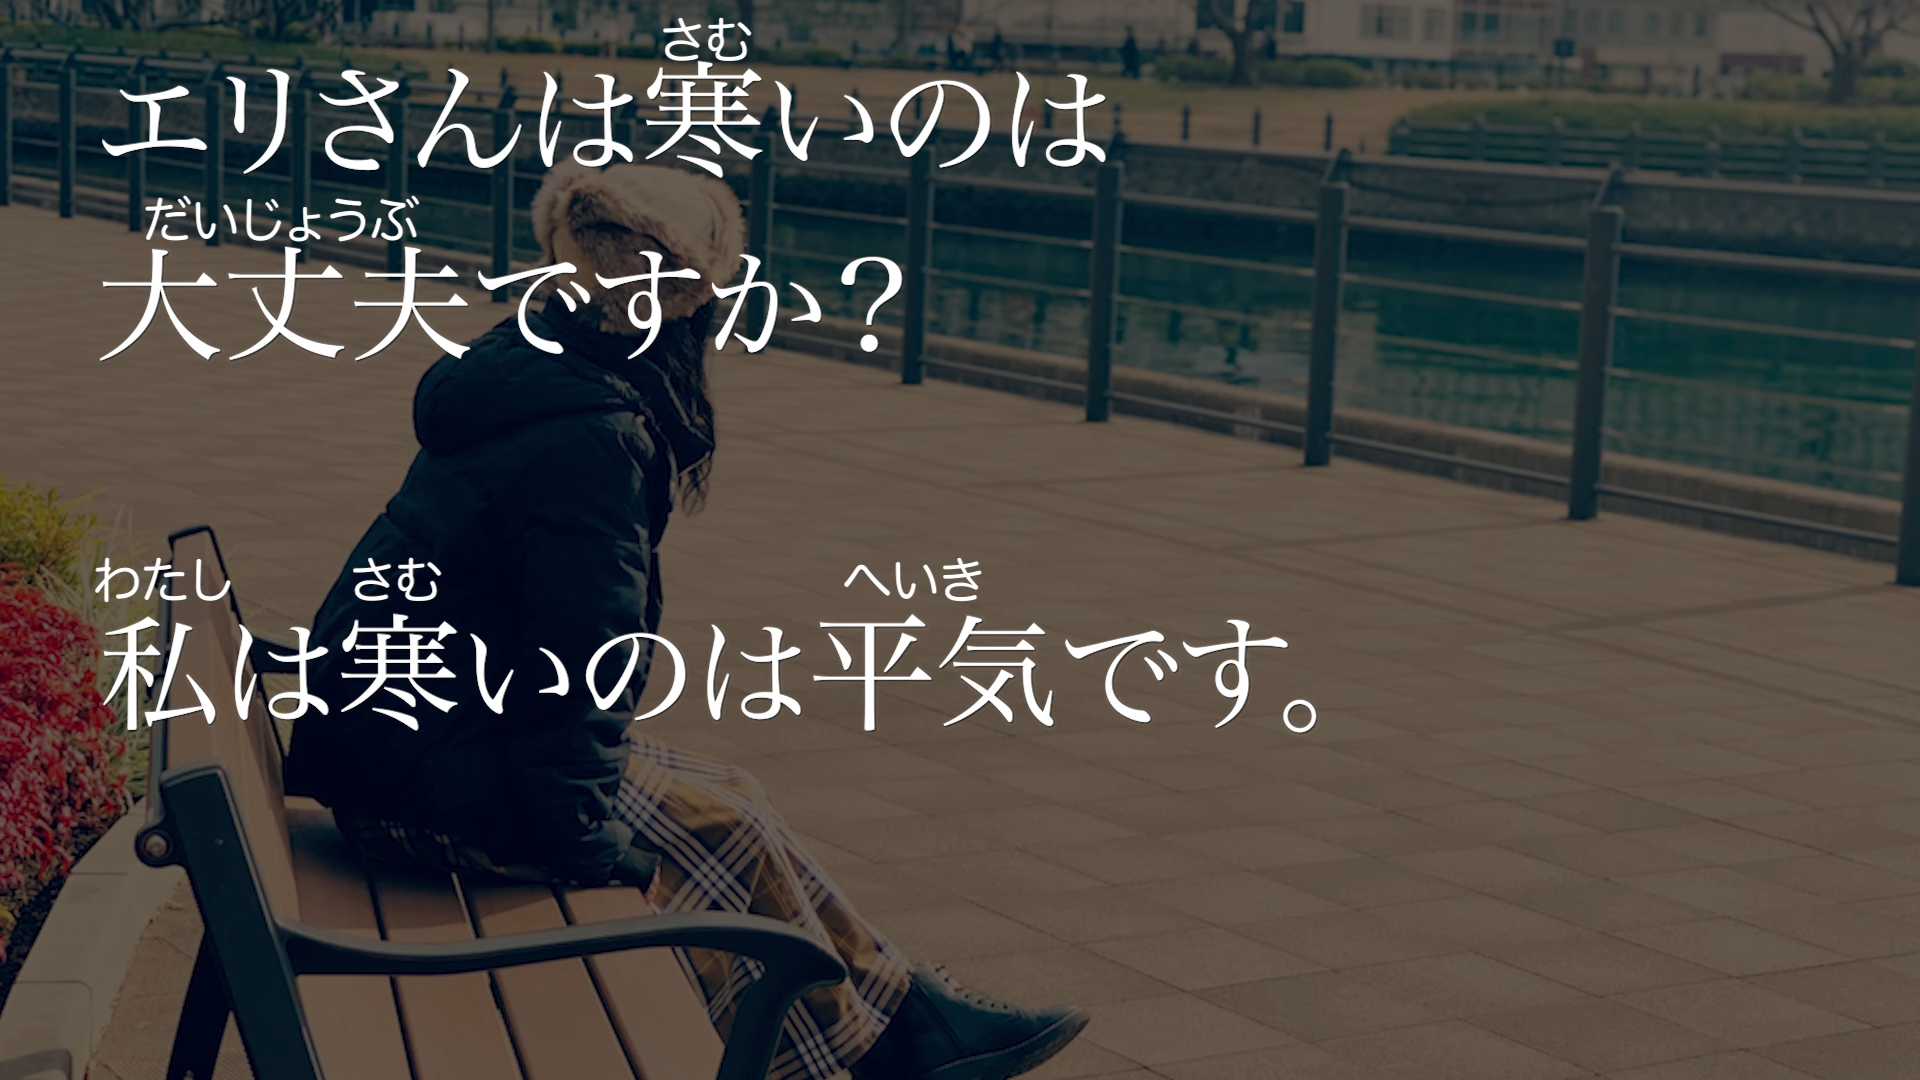 さむ
エリさんは寒いのは
だいじょうぶ
大丈夫ですか？
わたし さむ へいき
私は寒いのは平気です。